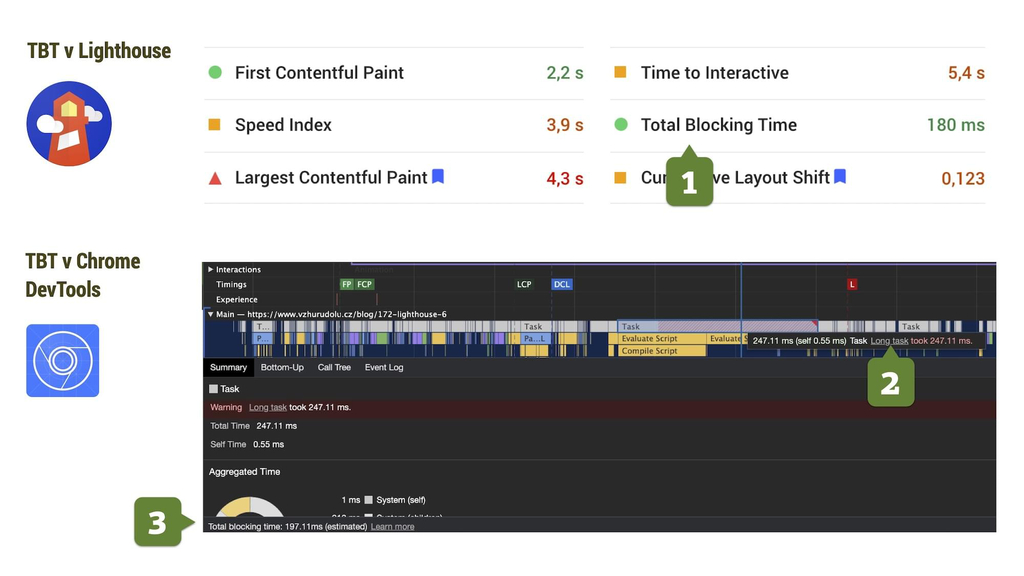 TBT v Lighthouse
First Contentful Paint 2,2 s
Time to Interactive 5,4 s
Speed Index 3,9 s
Total Blocking Time 180 ms
Largest Contentful Paint 4,3 s
Layout Shift 0,123
1
TBT v Chrome
DevTools
Interactions
Timings FP FCP LCP DCL L
Experience
Main — https://www.vzhurudolu.cz/blog/172-lighthouse-6
T... Task Task Task
P... Pa...L Evaluate Script Evaluate S
247.11 ms (self 0.55 ms) Task Long task took 247.11 ms.
Compile Script
2
Summary Bottom-Up Call Tree Event Log
Task
Warning Long task took 247.11 ms.
Total Time 247.11 ms
Self Time 0.55 ms
Aggregated Time
1 ms System (self)
3
Total blocking time: 197.11ms (estimated) Learn more